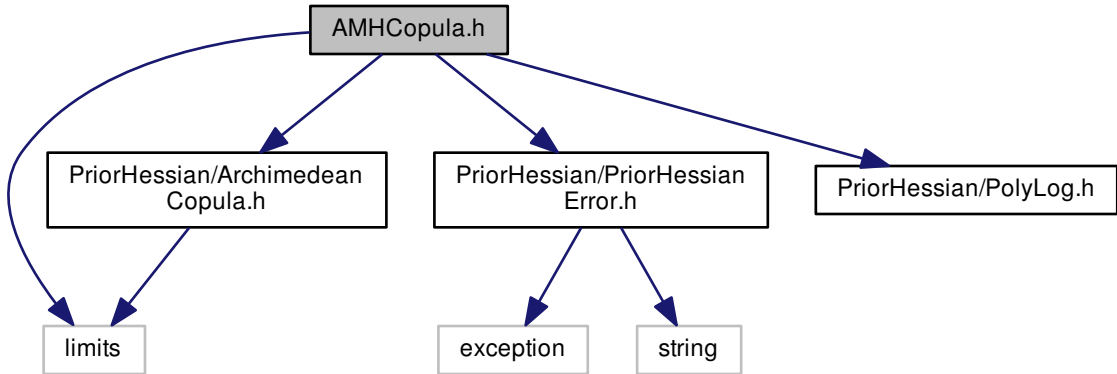 AMHCopula.h
PriorHessian/Archimedean
Copula.h
PriorHessian/PriorHessian
Error.h
PriorHessian/PolyLog.h
limits
exception
string